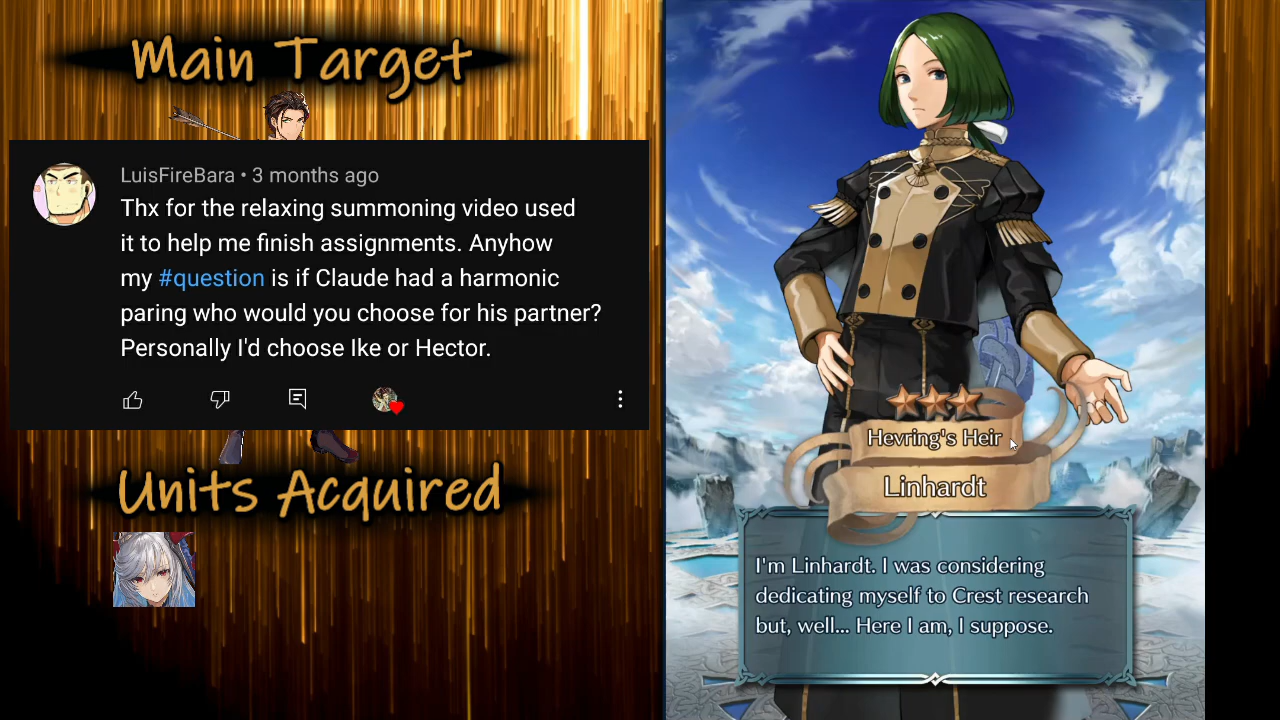 Main Target
LuisFireBara • 3 months ago
Thx for the relaxing summoning video used
it to help me finish assignments. Anyhow
my #question is if Claude had a harmonic
paring who would you choose for his partner?
Personally I'd choose Ike or Hector.
Units Acquired
Hevring's Heir
Linhardt
I'm Linhardt. I was considering
dedicating myself to Crest research
but, well... Here I am, I suppose.